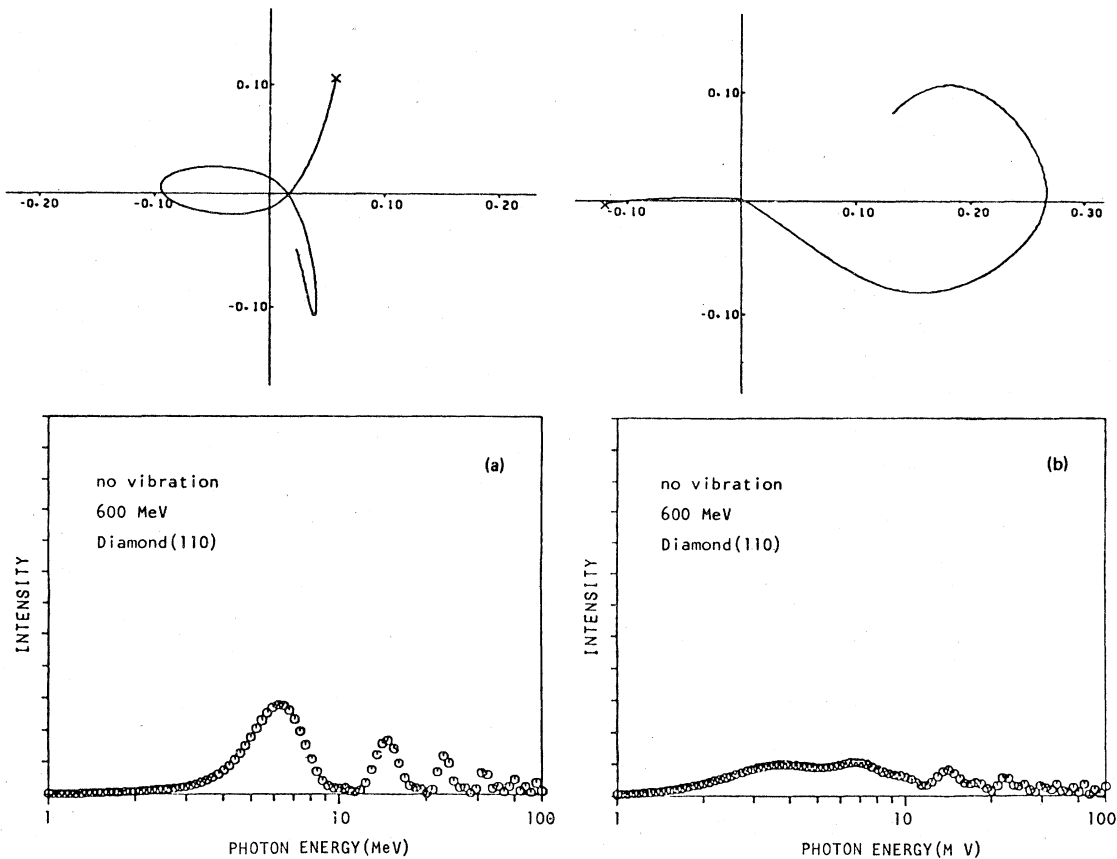 0.10
-0.20
-0.10
0.10
0.20
-0.10
0.10
-0.10
0.10
0.20
0.30
-0.10
(a)
no vibration
600 MeV
Diamond(110)
INTENSITY
1
10
100
PHOTON ENERGY(MeV)
(b)
no vibration
600 MeV
Diamond(110)
INTENSITY
1
10
100
PHOTON ENERGY(M V)